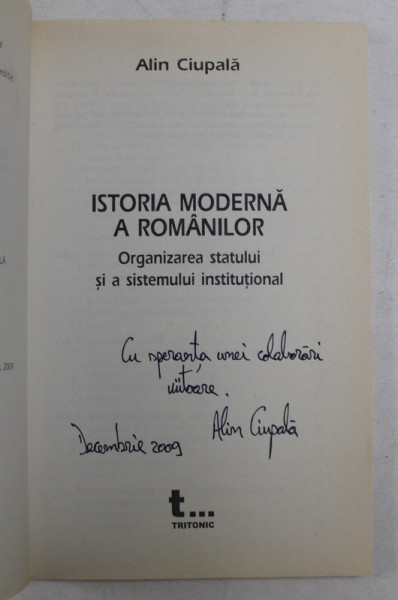 Alin Ciupală
ISTORIA MODERNĂ
A ROMÂNILOR
Organizarea statului
și a sistemului instituțional
Cu speranța unei colaborări
viitoare.
Decembrie 2009
Alin Ciupală
t...
TRITONIC
2009